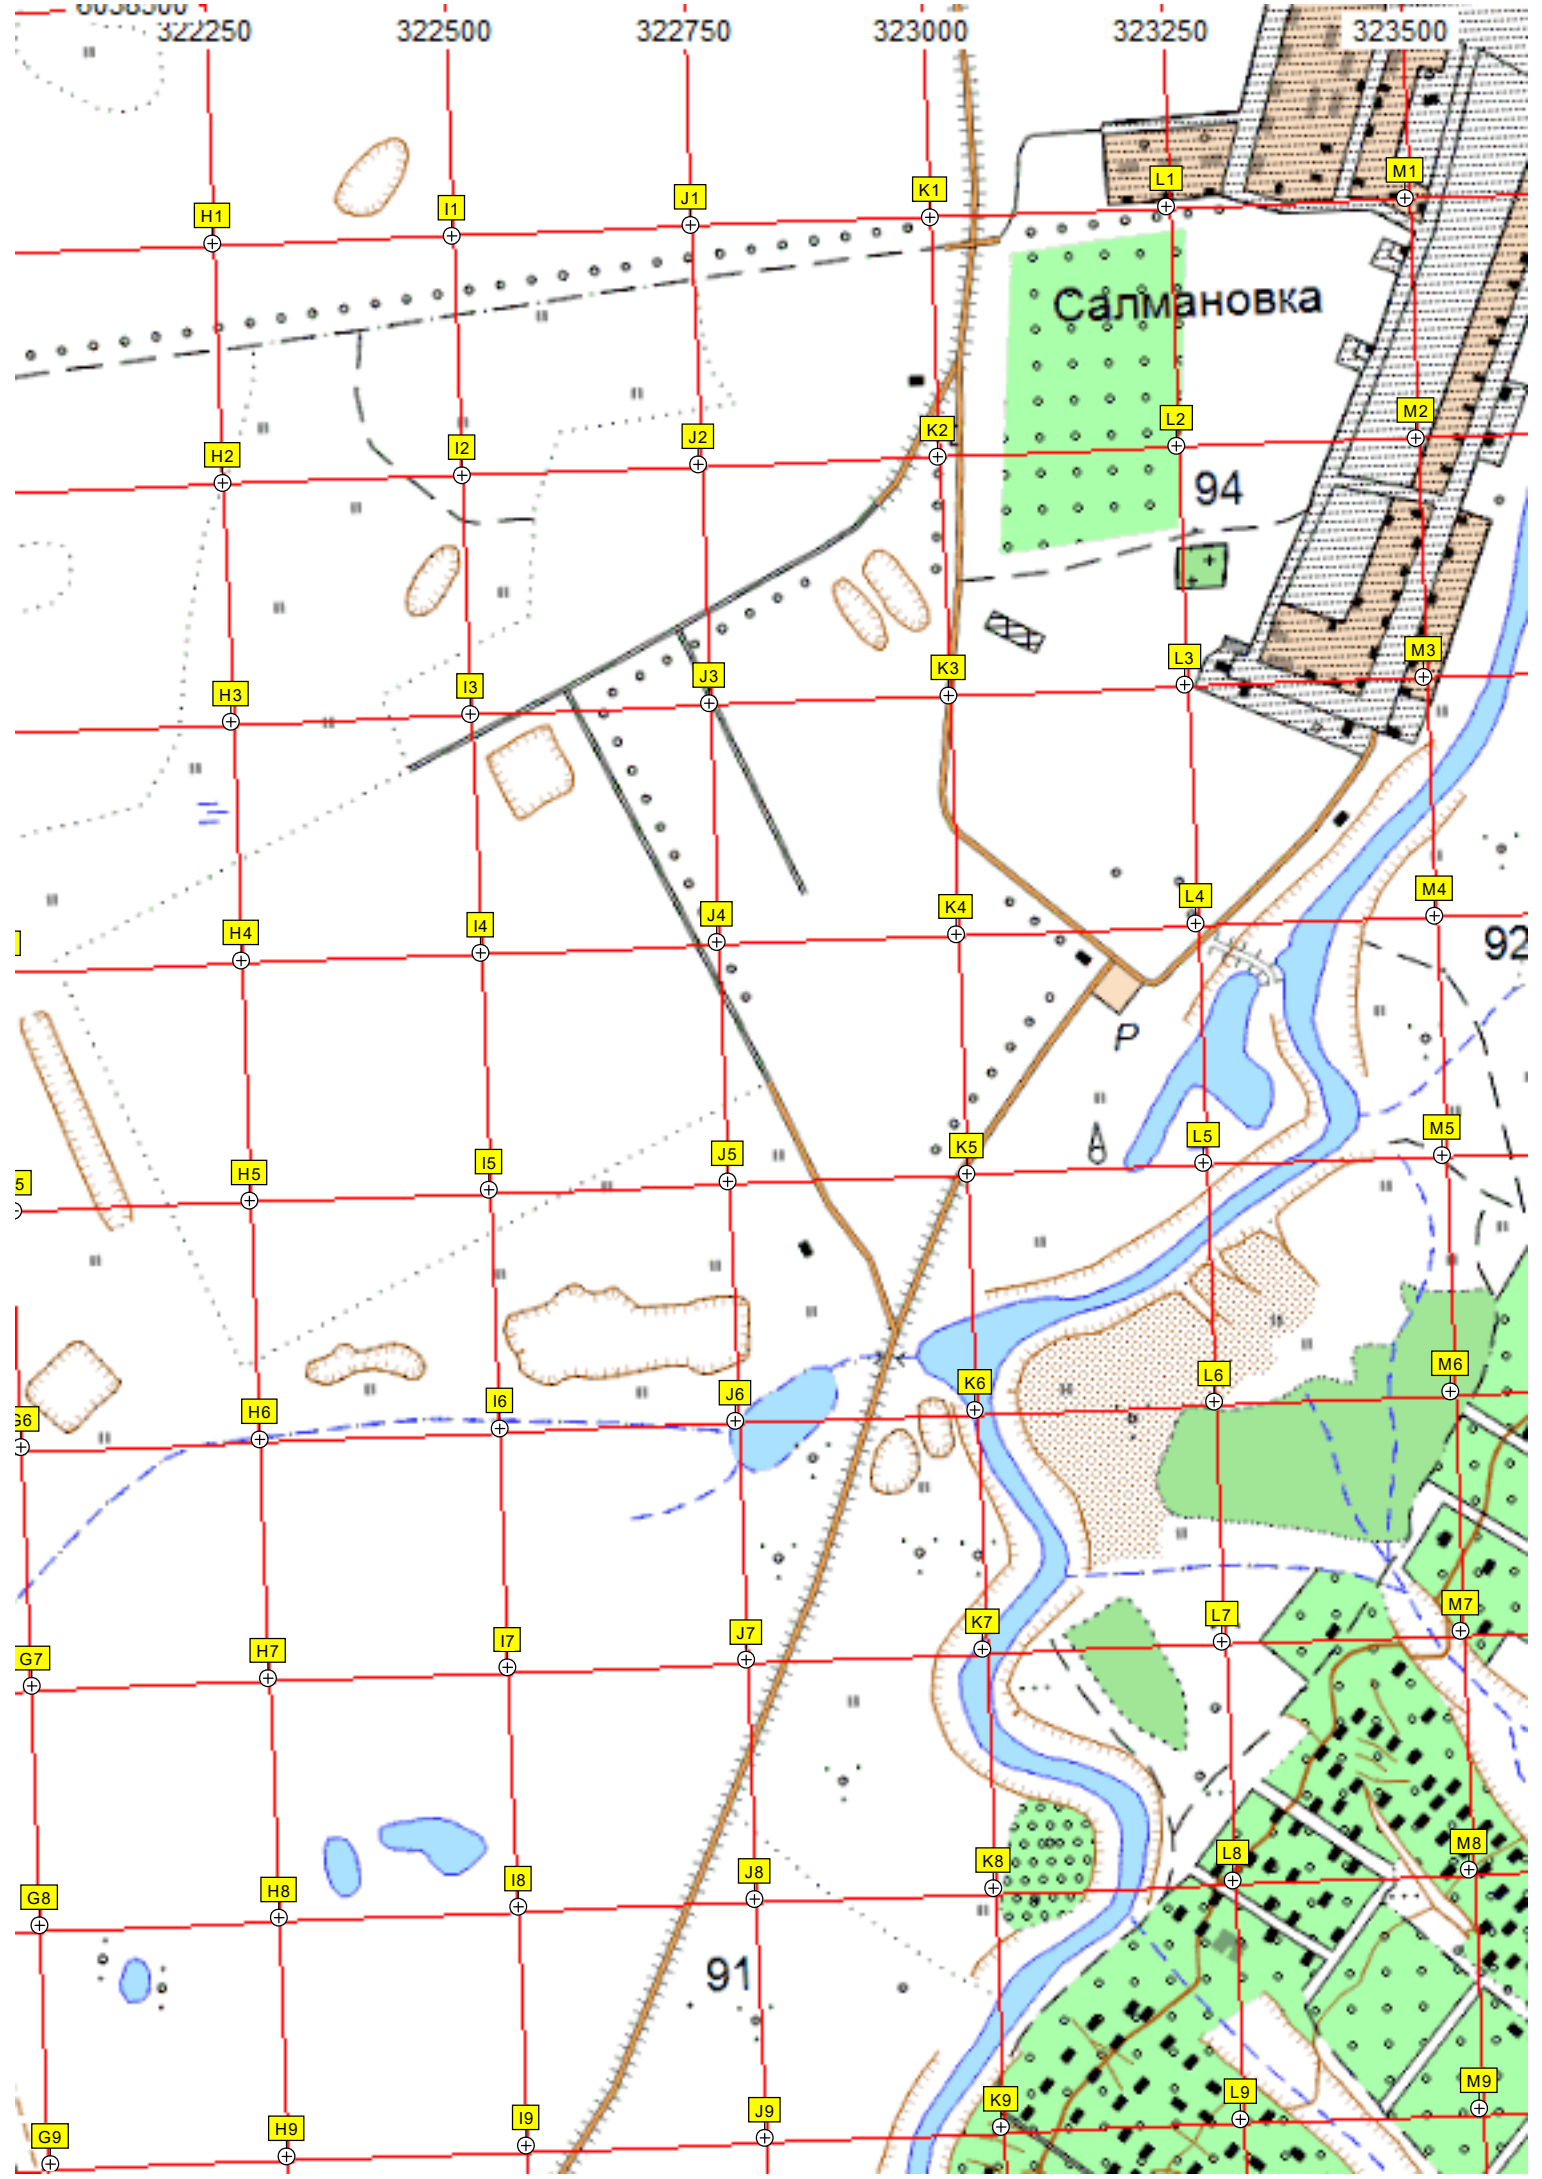 322250 322500 322750 323000 323250 323500
H1 I1 J1 K1 L1 M1
Салмановка
H2 I2 J2 K2 L2 M2
94
H3 I3 J3 K3 L3 M3
H4 I4 J4 K4 L4 M4
92
P
5 H5 I5 J5 K5 L5 M5
G6 H6 I6 J6 K6 L6 M6
G7 H7 I7 J7 K7 L7 M7
G8 H8 I8 J8 K8 L8 M8
91
G9 H9 I9 J9 K9 L9 M9